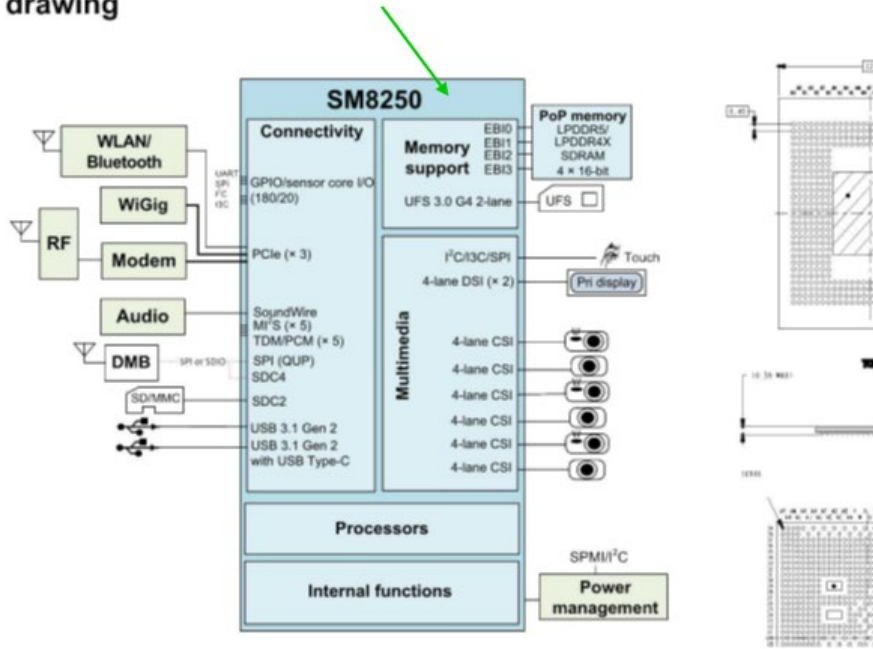 drawing
SM8250
Connectivity
WLAN/
Bluetooth
UART
SPI
I²C
I3C
GPIO/sensor core I/O
(180/20)
WiGig
RF
Modem
PCIe (× 3)
Audio
SoundWire
MI²S (× 5)
TDM/PCM (× 5)
DMB
SPI or SDIO
SPI (QUP)
SDC4
SD/MMC
SDC2
USB 3.1 Gen 2
USB 3.1 Gen 2
with USB Type-C
Memory
support
EBI0
EBI1
EBI2
EBI3
PoP memory
LPDDR5/
LPDDR4X
SDRAM
4 × 16-bit
UFS 3.0 G4 2-lane
UFS
Multimedia
I²C/I3C/SPI
Touch
4-lane DSI (× 2)
Pri display
4-lane CSI
4-lane CSI
4-lane CSI
4-lane CSI
4-lane CSI
4-lane CSI
Processors
Internal functions
SPMI/I²C
Power
management